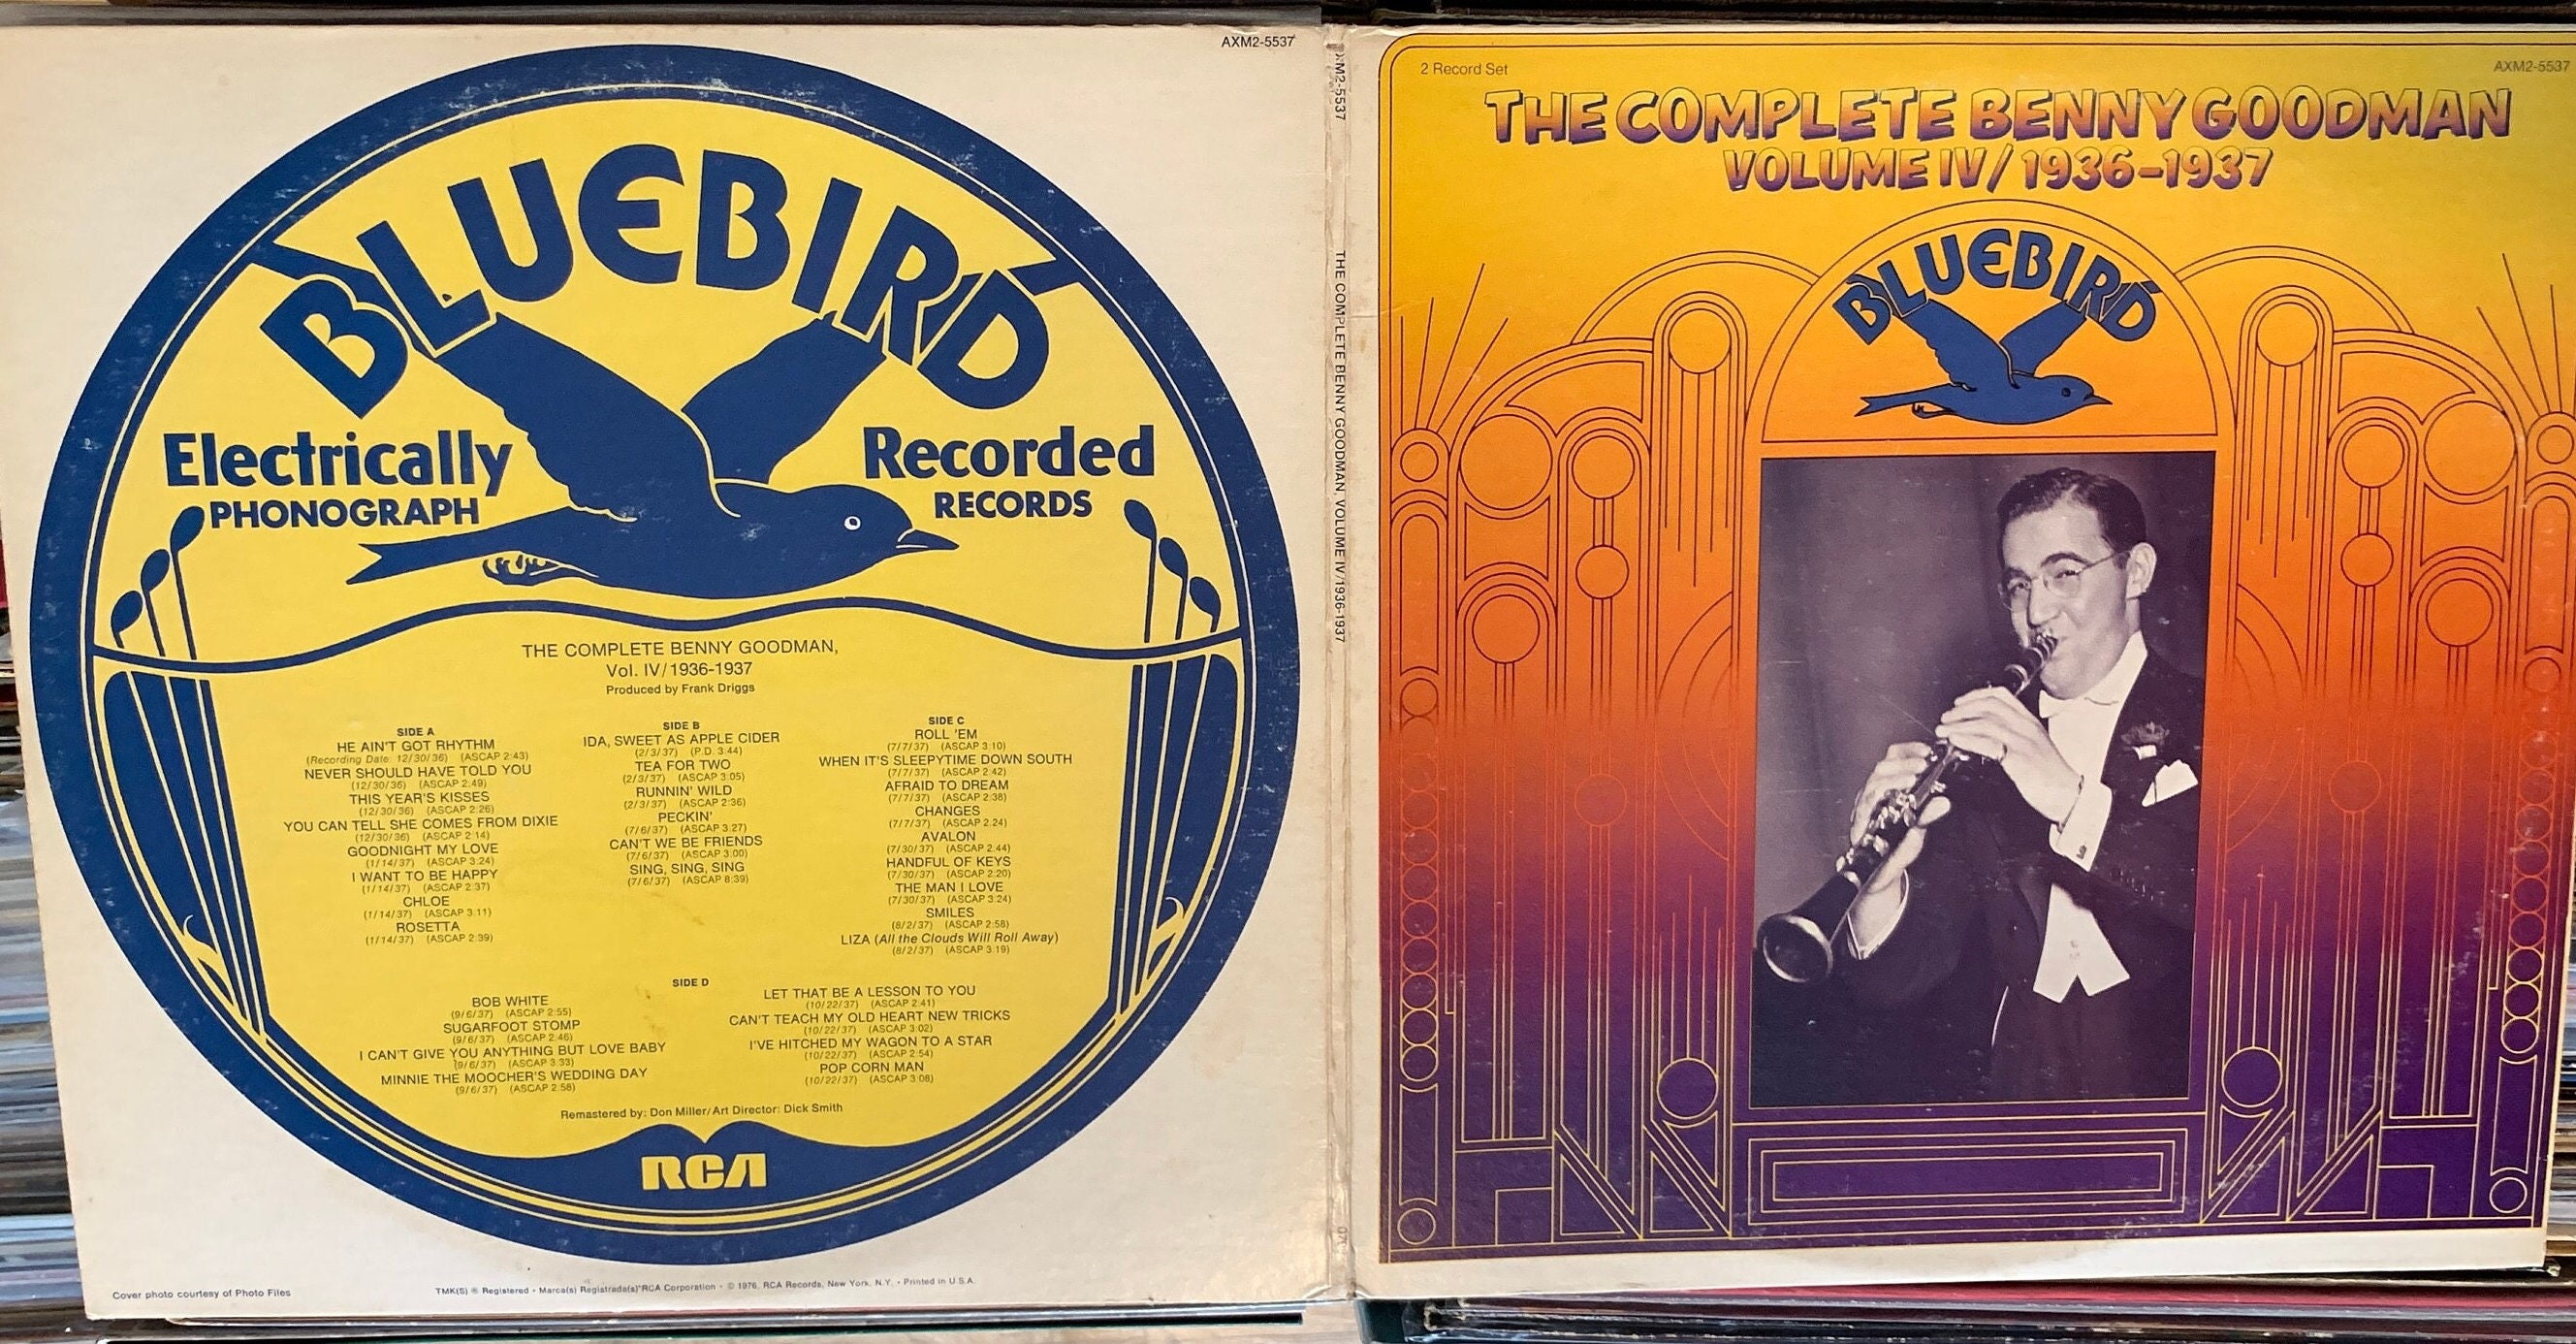 AXM2-5537
BLUEBIRD
Electrically Recorded
PHONOGRAPH RECORDS
THE COMPLETE BENNY GOODMAN,
Vol. IV/1936-1937
Produced by Frank Driggs
SIDE A
HE AIN'T GOT RHYTHM
(Recording Date 12/30/36) (ASCAP 2:43)
NEVER SHOULD HAVE TOLD YOU
(12/30/36) (ASCAP 2:49)
THIS YEAR'S KISSES
(12/30/36) (ASCAP 2:26)
YOU CAN TELL SHE COMES FROM DIXIE
(12/30/36) (ASCAP 2:14)
GOODNIGHT MY LOVE
(1/14/37) (ASCAP 3:24)
I WANT TO BE HAPPY
(1/14/37) (ASCAP 2:37)
CHLOE
(1/14/37) (ASCAP 3:11)
ROSETTA
(1/14/37) (ASCAP 2:39)
SIDE B
IDA, SWEET AS APPLE CIDER
(2/3/37) (P.D. 3:44)
TEA FOR TWO
(2/3/37) (ASCAP 3:05)
RUNNIN' WILD
(2/3/37) (ASCAP 2:36)
PECKIN'
(7/6/37) (ASCAP 3:27)
CAN'T WE BE FRIENDS
(7/6/37) (ASCAP 3:00)
SING, SING, SING
(7/6/37) (ASCAP 8:39)
SIDE C
ROLL 'EM
(7/7/37) (ASCAP 3:10)
WHEN IT'S SLEEPYTIME DOWN SOUTH
(7/7/37) (ASCAP 2:42)
AFRAID TO DREAM
(7/7/37) (ASCAP 2:38)
CHANGES
(7/7/37) (ASCAP 2:24)
AVALON
(7/30/37) (ASCAP 2:44)
HANDFUL OF KEYS
(7/30/37) (ASCAP 2:20)
THE MAN I LOVE
(7/30/37) (ASCAP 3:24)
SMILES
(8/2/37) (ASCAP 2:58)
LIZA (All the Clouds Will Roll Away)
(8/2/37) (ASCAP 3:19)
SIDE D
BOB WHITE
(9/6/37) (ASCAP 2:55)
SUGARFOOT STOMP
(9/6/37) (ASCAP 2:46)
I CAN'T GIVE YOU ANYTHING BUT LOVE BABY
(9/6/37) (ASCAP 3:33)
MINNIE THE MOOCHER'S WEDDING DAY
(9/6/37) (ASCAP 2:58)
LET THAT BE A LESSON TO YOU
(10/22/37) (ASCAP 2:41)
CAN'T TEACH MY OLD HEART NEW TRICKS
(10/22/37) (ASCAP 3:02)
I'VE HITCHED MY WAGON TO A STAR
(10/22/37) (ASCAP 2:54)
POP CORN MAN
(10/22/37) (ASCAP 3:08)
Remastered by: Don Miller/Art Director: Dick Smith
RCA
Cover photo courtesy of Photo Files
TMK(S) ® Registered • Marca(s) Registrada(s) RCA Corporation • © 1976, RCA Records, New York, N.Y. • Printed in U.S.A.
AXM2-5537
THE COMPLETE BENNY GOODMAN, VOLUME IV/1936-1937
2 Record Set
AXM2-5537
THE COMPLETE BENNY GOODMAN
VOLUME IV/1936-1937
BLUEBIRD